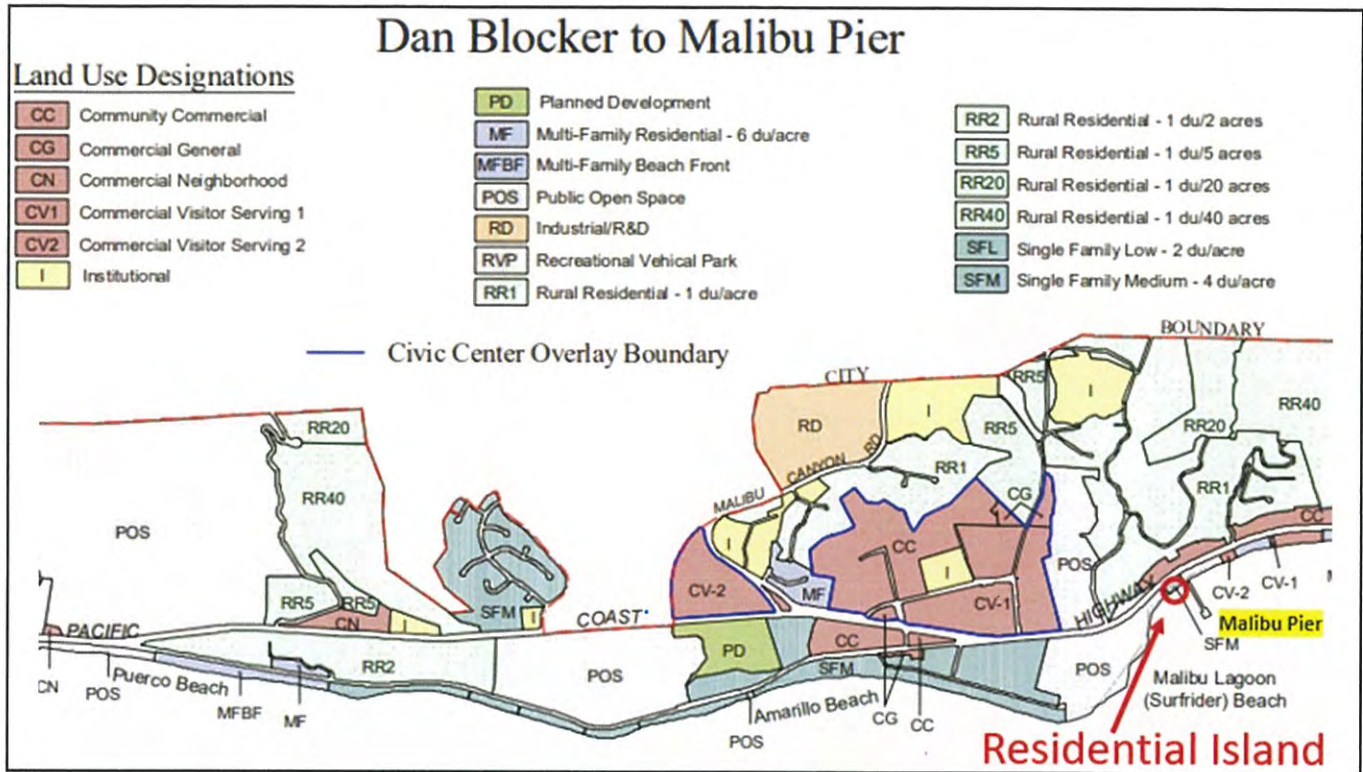 Dan Blocker to Malibu Pier
Land Use Designations
CC Community Commercial
CG Commercial General
CN Commercial Neighborhood
CV1 Commercial Visitor Serving 1
CV2 Commercial Visitor Serving 2
I Institutional
PD Planned Development
MF Multi-Family Residential - 6 du/acre
MFBF Multi-Family Beach Front
POS Public Open Space
RD Industrial/R&D
RVP Recreational Vehical Park
RR1 Rural Residential - 1 du/acre
RR2 Rural Residential - 1 du/2 acres
RR5 Rural Residential - 1 du/5 acres
RR20 Rural Residential - 1 du/20 acres
RR40 Rural Residential - 1 du/40 acres
SFL Single Family Low - 2 du/acre
SFM Single Family Medium - 4 du/acre
Civic Center Overlay Boundary
CITY
BOUNDARY
RR20
RR40
POS
RR5
RR5
CN
I
SFM
I
PACIFIC
COAST
HIGHWAY
RR2
CN
POS
Puerco Beach
MFBF
MF
POS
RD
I
RR5
RR5
I
RR20
RR40
MALIBU
CANYON
RD
RR1
CG
RR1
CC
I
CC
I
CV-2
MF
CV-1
POS
CV-2
CV-1
PD
CC
SFM
Amarillo Beach
POS
CG
CC
POS
Malibu Pier
SFM
Malibu Lagoon
(Surfrider) Beach
Residential Island